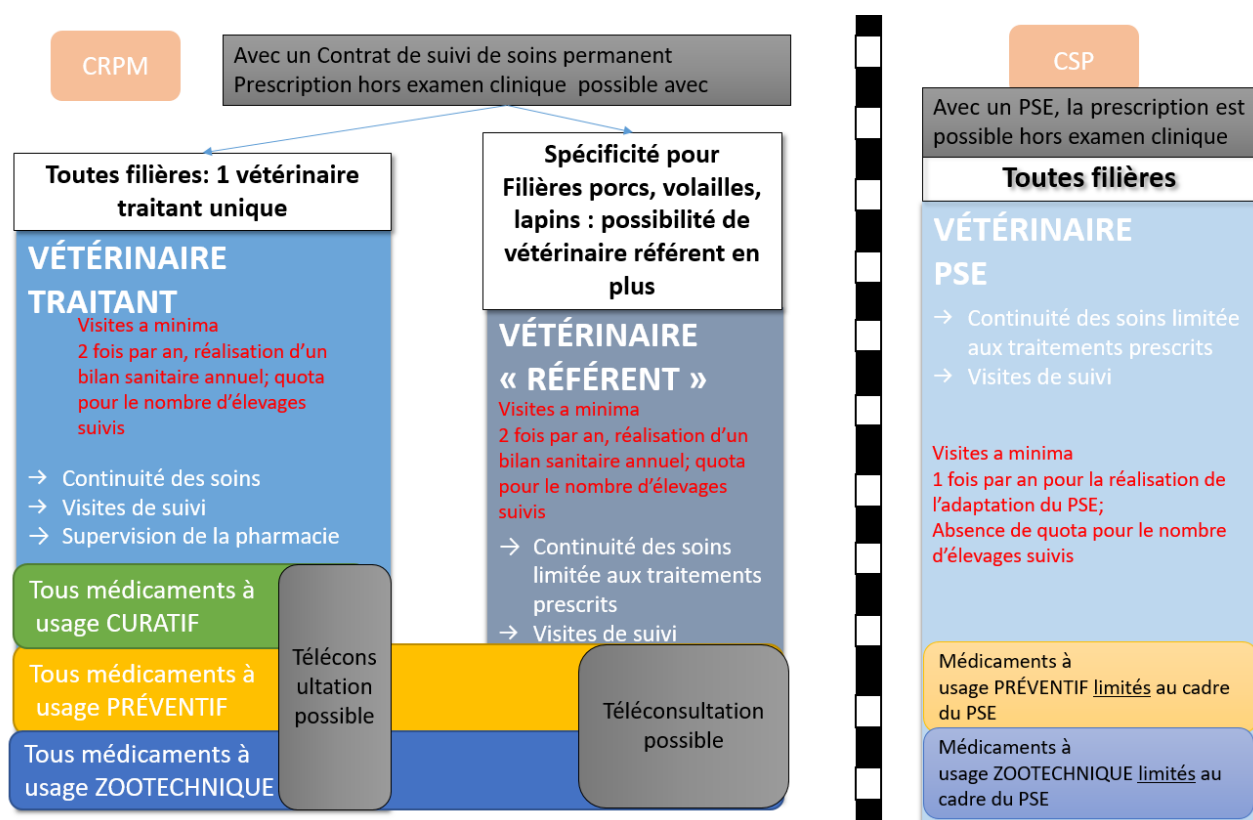 CRPM
Avec un Contrat de suivi de soins permanent
Prescription hors examen clinique possible avec
Toutes filières: 1 vétérinaire
traitant unique
VÉTÉRINAIRE
TRAITANT
Visites a minima
2 fois par an, réalisation d'un
bilan sanitaire annuel; quota
pour le nombre d'élevages
suivis
→ Continuité des soins
→ Visites de suivi
→ Supervision de la pharmacie
Tous médicaments à
usage CURATIF
Tous médicaments à
usage PRÉVENTIF
Tous médicaments à
usage ZOOTECHNIQUE
Télécons
ultation
possible
Spécificité pour
Filières porcs, volailles,
lapins : possibilité de
vétérinaire référent en
plus
VÉTÉRINAIRE
« RÉFÉRENT »
Visites a minima
2 fois par an, réalisation d'un
bilan sanitaire annuel; quota
pour le nombre d'élevages
suivis
→ Continuité des soins
limitée aux traitements
prescrits
→ Visites de suivi
Téléconsultation
possible
CSP
Avec un PSE, la prescription est
possible hors examen clinique
Toutes filières
VÉTÉRINAIRE
PSE
→ Continuité des soins limitée
aux traitements prescrits
→ Visites de suivi
Visites a minima
1 fois par an pour la réalisation de
l'adaptation du PSE;
Absence de quota pour le nombre
d'élevages suivis
Médicaments à
usage PRÉVENTIF limités au cadre
du PSE
Médicaments à
usage ZOOTECHNIQUE limités au
cadre du PSE